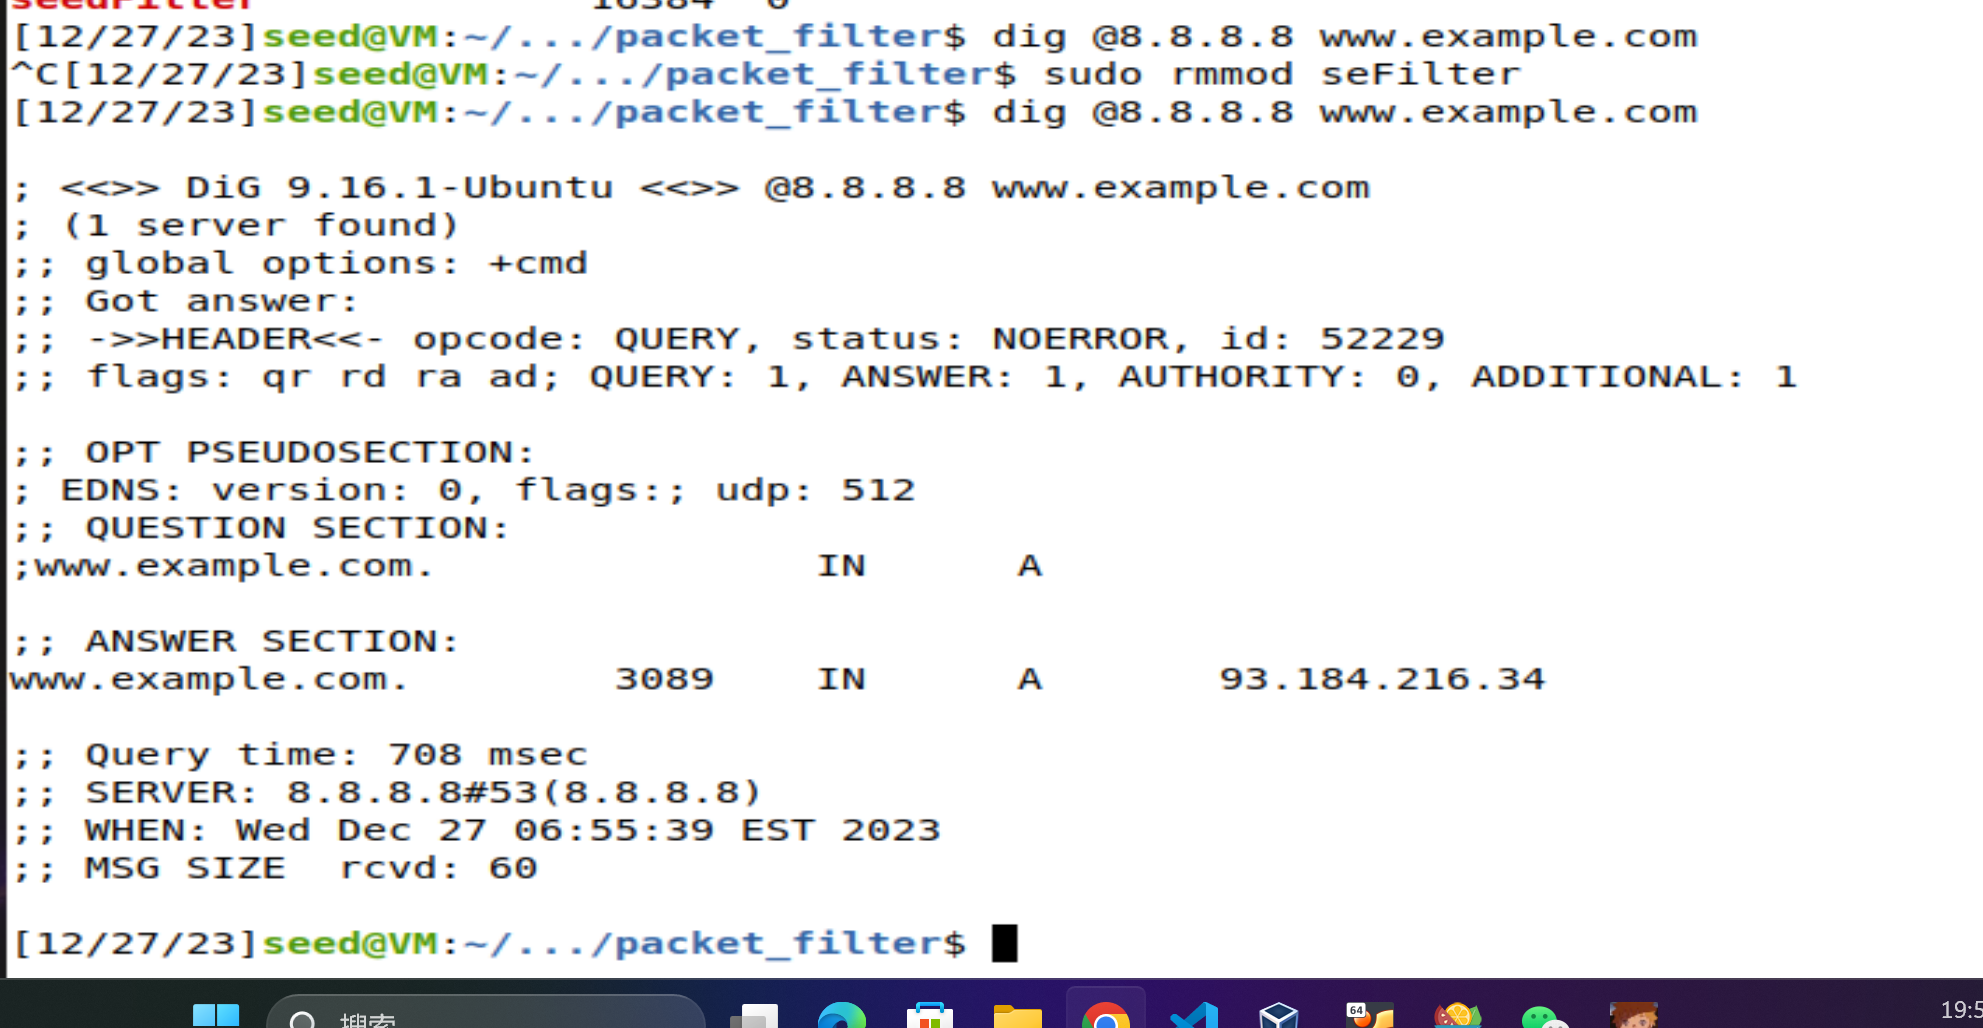 seedFilter 16384 0
[12/27/23]seed@VM:~/.../packet_filter$ dig @8.8.8.8 www.example.com
^C[12/27/23]seed@VM:~/.../packet_filter$ sudo rmmod seFilter
[12/27/23]seed@VM:~/.../packet_filter$ dig @8.8.8.8 www.example.com

; <<>> DiG 9.16.1-Ubuntu <<>> @8.8.8.8 www.example.com
; (1 server found)
;; global options: +cmd
;; Got answer:
;; ->>HEADER<<- opcode: QUERY, status: NOERROR, id: 52229
;; flags: qr rd ra ad; QUERY: 1, ANSWER: 1, AUTHORITY: 0, ADDITIONAL: 1

;; OPT PSEUDOSECTION:
; EDNS: version: 0, flags:; udp: 512
;; QUESTION SECTION:
;www.example.com. IN A

;; ANSWER SECTION:
www.example.com. 3089 IN A 93.184.216.34

;; Query time: 708 msec
;; SERVER: 8.8.8.8#53(8.8.8.8)
;; WHEN: Wed Dec 27 06:55:39 EST 2023
;; MSG SIZE rcvd: 60

[12/27/23]seed@VM:~/.../packet_filter$
搜索
64